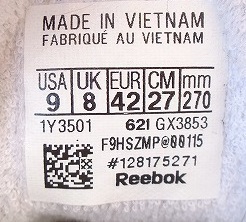 MADE IN VIETNAM
FABRIQUÉ AU VIETNAM
USA UK EUR CM mm
9 8 42 27 270
1Y3501 621 GX3853
F9HSZMP@00115
#128175271
Reebok